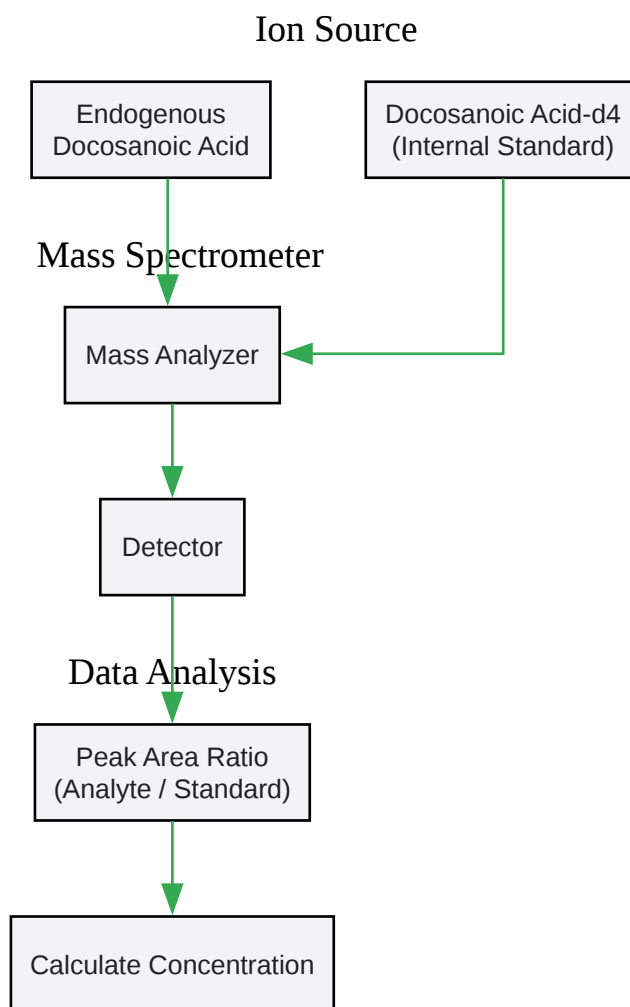 Ion Source
Endogenous
Docosanoic Acid
Docosanoic Acid-d4
(Internal Standard)
Mass Spectrometer
Mass Analyzer
Detector
Data Analysis
Peak Area Ratio
(Analyte / Standard)
Calculate Concentration